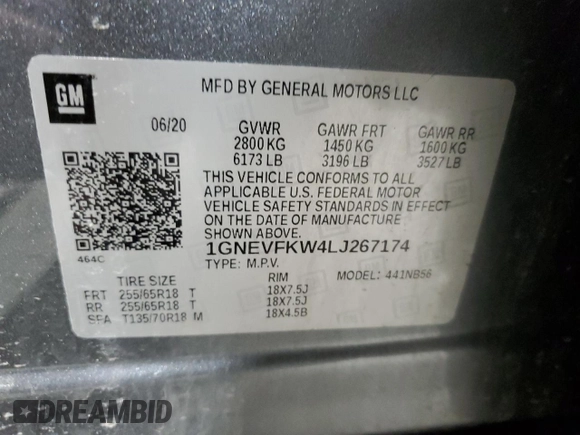 GM
MFD BY GENERAL MOTORS LLC
06/20 GVWR GAWR FRT GAWR RR
2800 KG 1450 KG 1600 KG
6173 LB 3196 LB 3527 LB
THIS VEHICLE CONFORMS TO ALL
APPLICABLE U.S. FEDERAL MOTOR
VEHICLE SAFETY STANDARDS IN EFFECT
ON THE DATE OF MANUFACTURE
SHOWN ABOVE.
464C
1GNEVFKW4LJ267174
TYPE: M.P.V. MODEL: 441NB56
TIRE SIZE RIM
FRT 255/65R18 T 18X7.5J
RR 255/65R18 T 18X7.5J
SPA T135/70R18 M 18X4.5B
DREAMBID